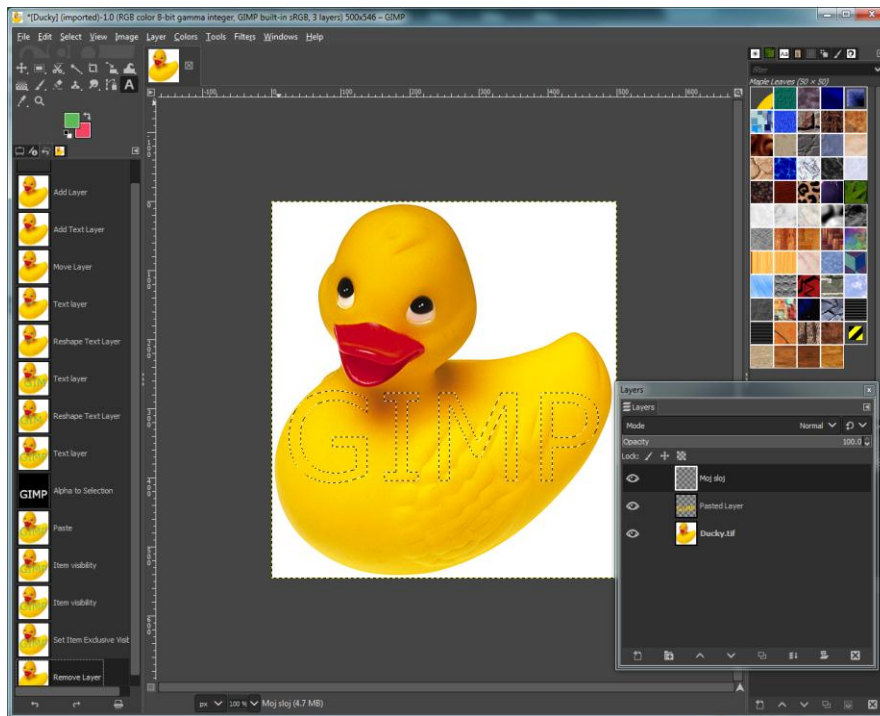 *[Ducky] (imported)-1.0 (RGB color 8-bit gamma integer, GIMP built-in sRGB, 3 layers) 500x546 – GIMP
File Edit Select View Image Layer Colors Tools Filters Windows Help
filter
Maple Leaves (50 × 50)
Add Layer
Add Text Layer
Move Layer
Text layer
Reshape Text Layer
Text layer
Reshape Text Layer
Text layer
GIMP
Alpha to Selection
Paste
Item visibility
Item visibility
Set Item Exclusive Visit
Remove Layer
GIMP
Layers
Layers
Mode Normal
Opacity 100.0
Lock:
Moj sloj
Pasted Layer
Ducky.tif
px 100 % Moj sloj (4.7 MB)